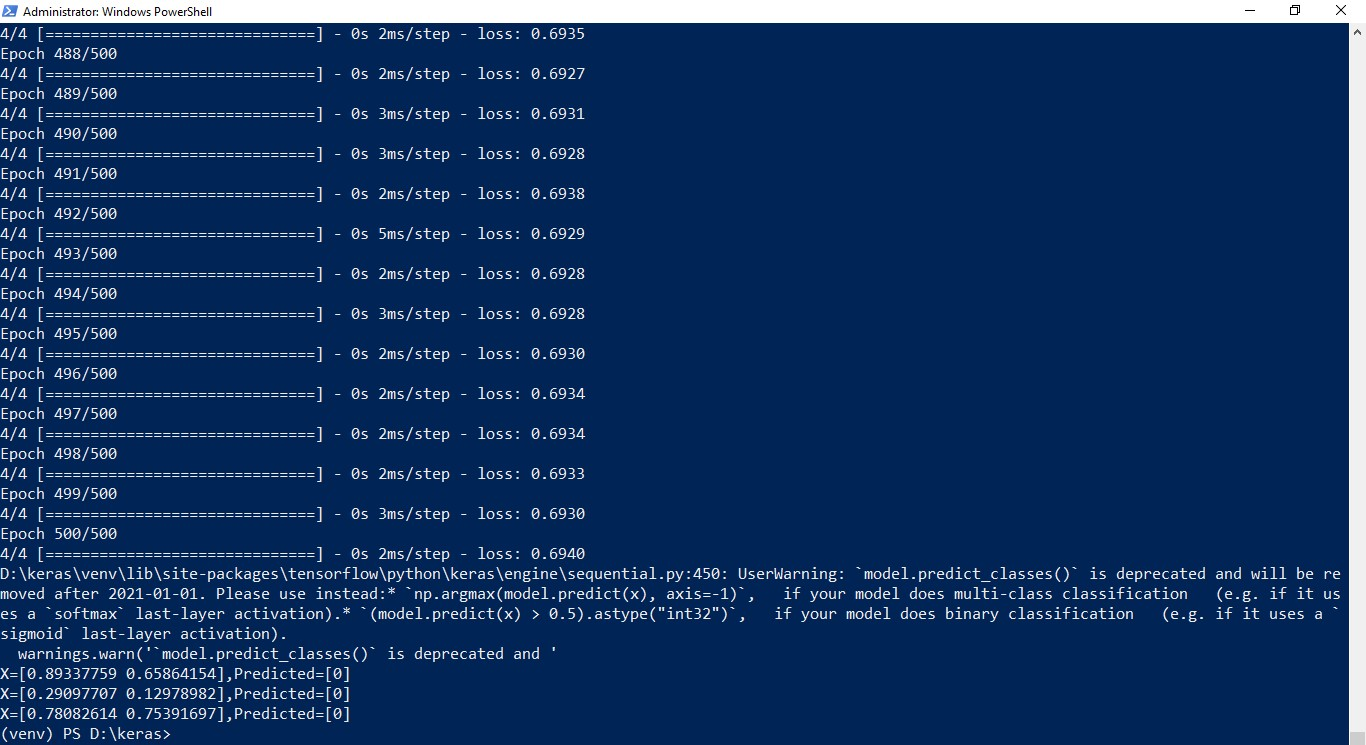 Administrator: Windows PowerShell
4/4 [==============================] - 0s 2ms/step - loss: 0.6935
Epoch 488/500
4/4 [==============================] - 0s 2ms/step - loss: 0.6927
Epoch 489/500
4/4 [==============================] - 0s 3ms/step - loss: 0.6931
Epoch 490/500
4/4 [==============================] - 0s 3ms/step - loss: 0.6928
Epoch 491/500
4/4 [==============================] - 0s 2ms/step - loss: 0.6938
Epoch 492/500
4/4 [==============================] - 0s 5ms/step - loss: 0.6929
Epoch 493/500
4/4 [==============================] - 0s 2ms/step - loss: 0.6928
Epoch 494/500
4/4 [==============================] - 0s 3ms/step - loss: 0.6928
Epoch 495/500
4/4 [==============================] - 0s 2ms/step - loss: 0.6930
Epoch 496/500
4/4 [==============================] - 0s 2ms/step - loss: 0.6934
Epoch 497/500
4/4 [==============================] - 0s 2ms/step - loss: 0.6934
Epoch 498/500
4/4 [==============================] - 0s 2ms/step - loss: 0.6933
Epoch 499/500
4/4 [==============================] - 0s 3ms/step - loss: 0.6930
Epoch 500/500
4/4 [==============================] - 0s 2ms/step - loss: 0.6940
D:\keras\venv\lib\site-packages\tensorflow\python\keras\engine\sequential.py:450: UserWarning: `model.predict_classes()` is deprecated and will be re
moved after 2021-01-01. Please use instead:* `np.argmax(model.predict(x), axis=-1)`,   if your model does multi-class classification   (e.g. if it us
es a `softmax` last-layer activation).* `(model.predict(x) > 0.5).astype("int32")`,   if your model does binary classification   (e.g. if it uses a `
sigmoid` last-layer activation).
  warnings.warn('`model.predict_classes()` is deprecated and '
X=[0.89337759 0.65864154],Predicted=[0]
X=[0.29097707 0.12978982],Predicted=[0]
X=[0.78082614 0.75391697],Predicted=[0]
(venv) PS D:\keras>